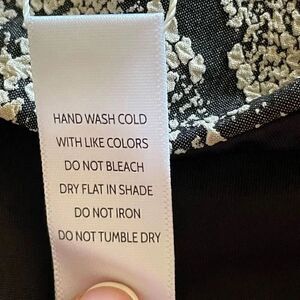 HAND WASH COLD
WITH LIKE COLORS
DO NOT BLEACH
DRY FLAT IN SHADE
DO NOT IRON
DO NOT TUMBLE DRY